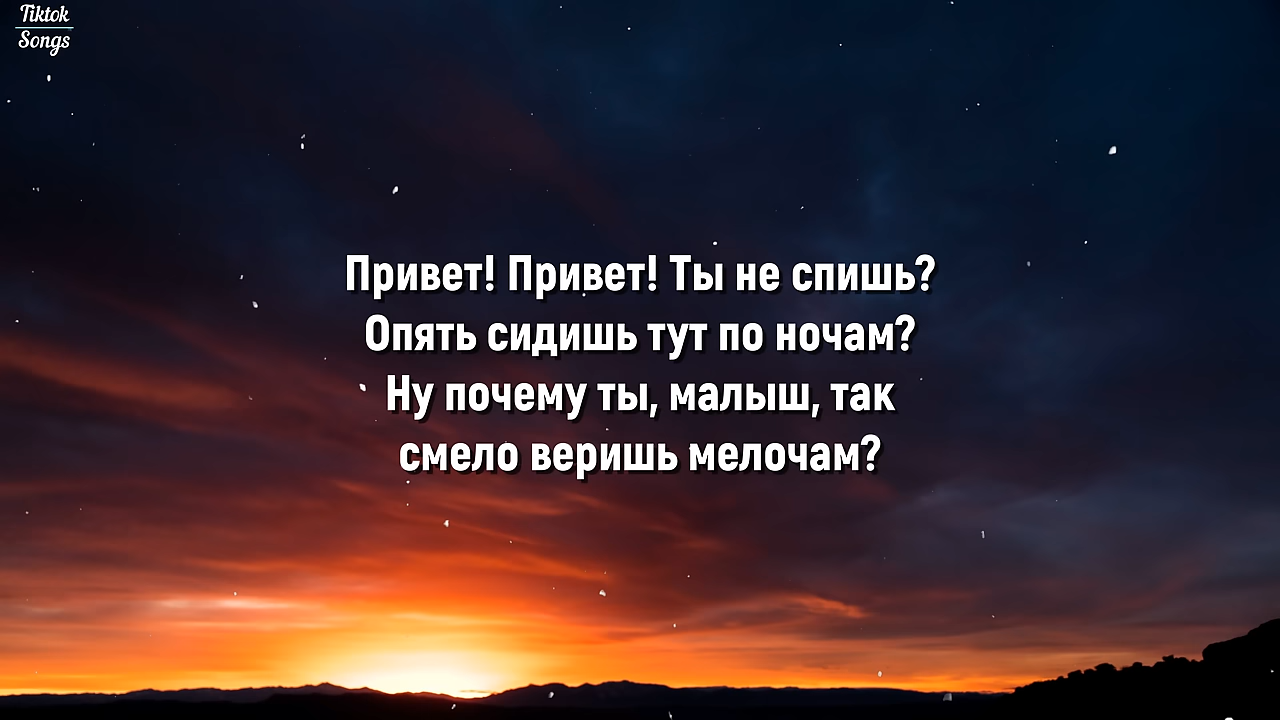 Tiktok
Songs
Привет! Привет! Ты не спишь?
Опять сидишь тут по ночам?
Ну почему ты, малыш, так
смело веришь мелочам?